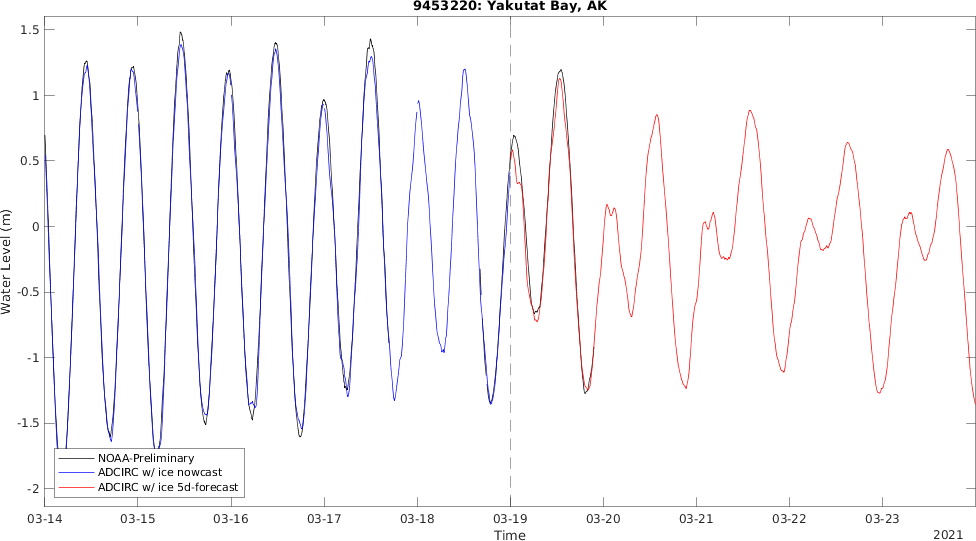 9453220: Yakutat Bay, AK
Water Level (m)
1.5
1
0.5
0
-0.5
-1
-1.5
-2
NOAA-Preliminary
ADCIRC w/ ice nowcast
ADCIRC w/ ice 5d-forecast
03-14 03-15 03-16 03-17 03-18 03-19 03-20 03-21 03-22 03-23
Time
2021